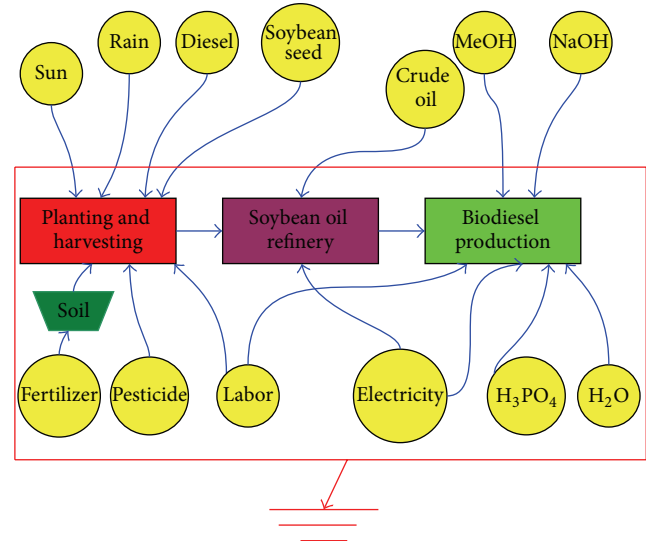 Sun
Rain
Diesel
Soybean
seed
Crude
oil
MeOH
NaOH
Planting and
harvesting
Soybean oil
refinery
Biodiesel
production
Soil
Fertilizer
Pesticide
Labor
Electricity
H₃PO₄
H₂O